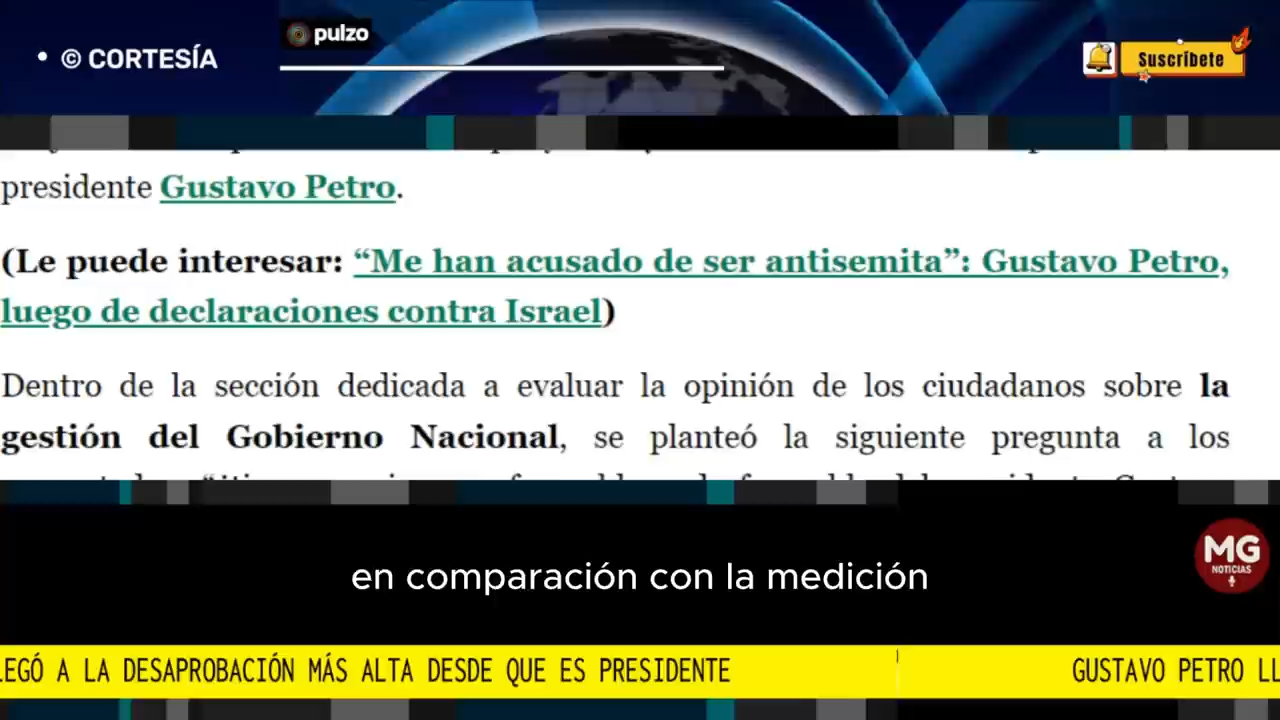 • © CORTESÍA
pulzo
Suscríbete
presidente Gustavo Petro.
(Le puede interesar: “Me han acusado de ser antisemita”: Gustavo Petro,
luego de declaraciones contra Israel)
Dentro de la sección dedicada a evaluar la opinión de los ciudadanos sobre la
gestión del Gobierno Nacional, se planteó la siguiente pregunta a los
en comparación con la medición
MG
NOTICIAS
LEGÓ A LA DESAPROBACIÓN MÁS ALTA DESDE QUE ES PRESIDENTE
GUSTAVO PETRO LL